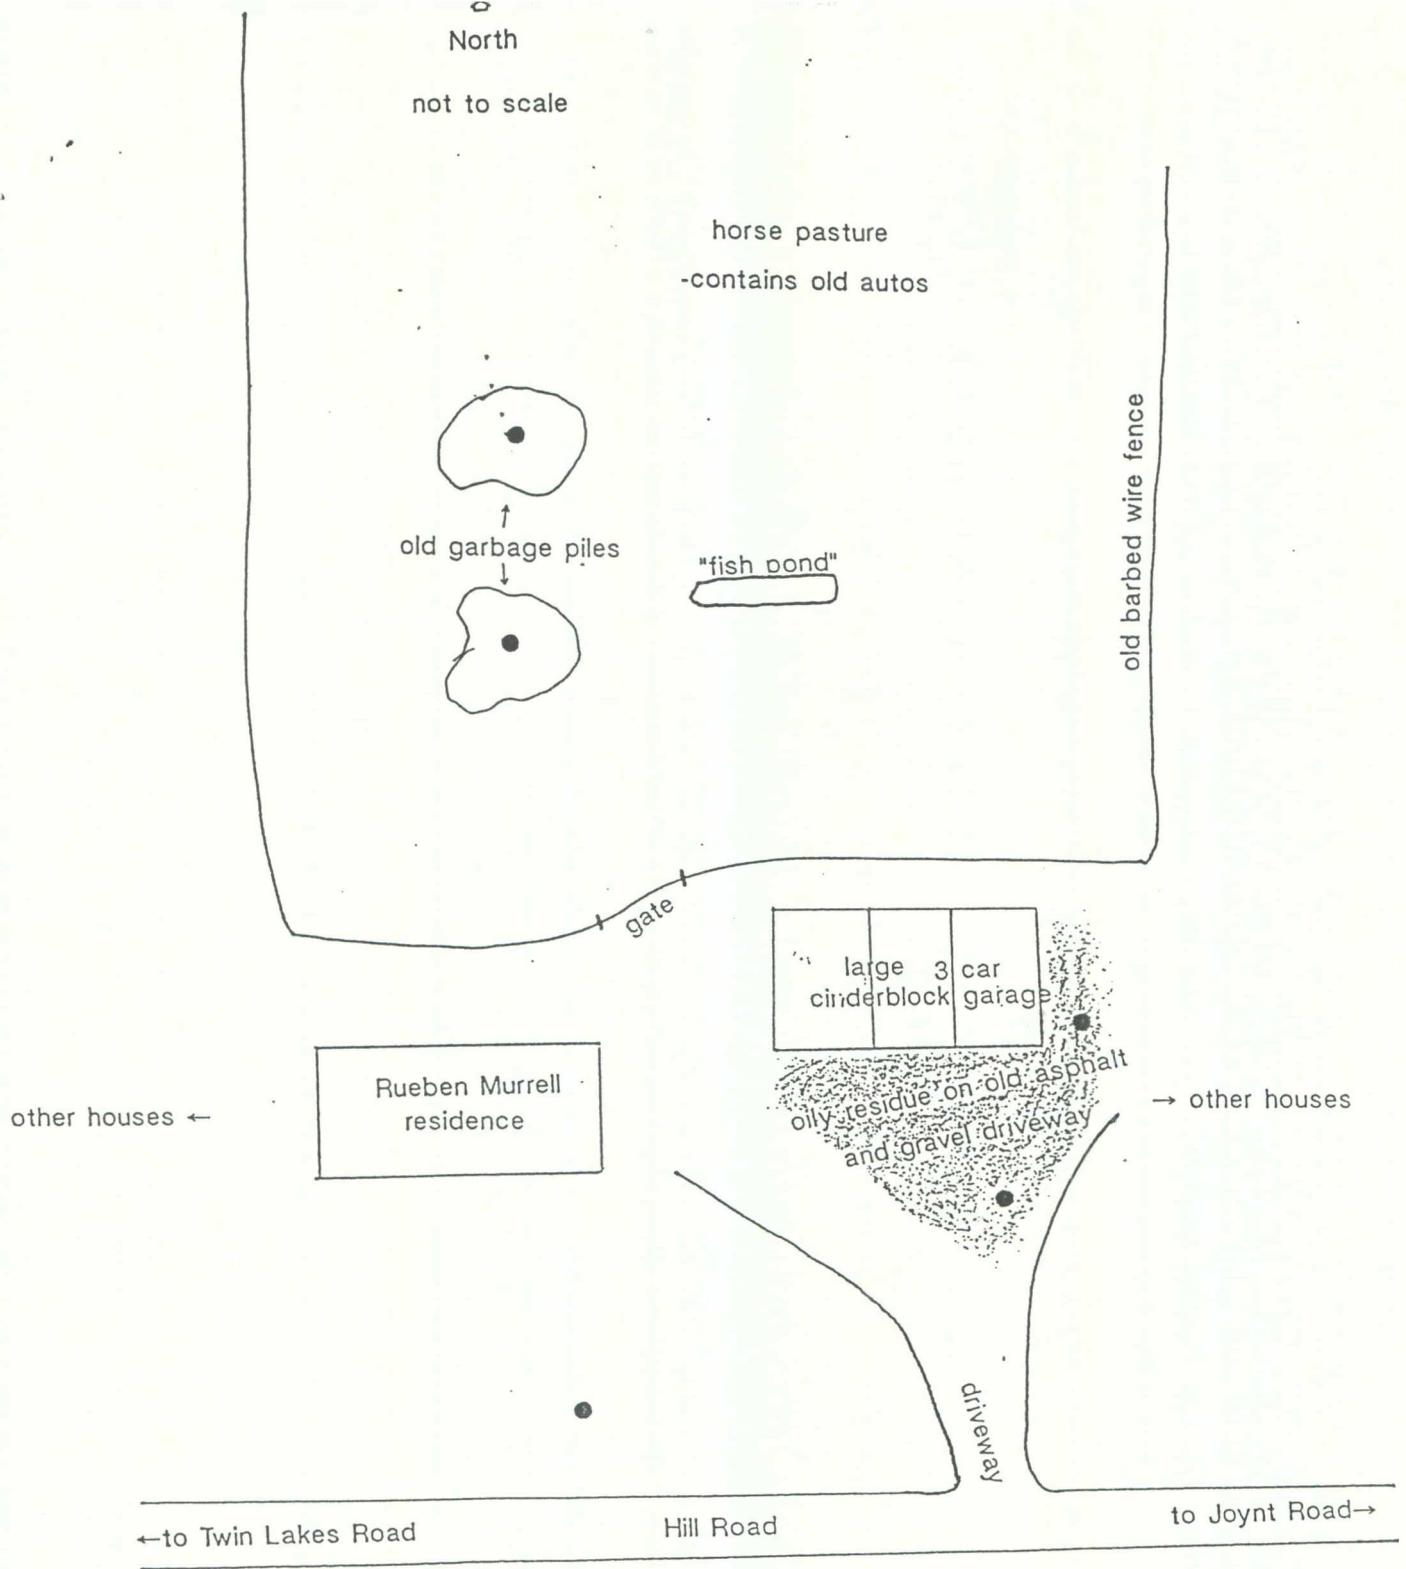 North
not to scale
horse pasture
-contains old autos
old barbed wire fence
old garbage piles
"fish pond"
gate
large 3 car
cinderblock garage
oily residue on old asphalt
and gravel driveway
Rueben Murrell
residence
other houses ←
→ other houses
driveway
←to Twin Lakes Road
Hill Road
to Joynt Road→